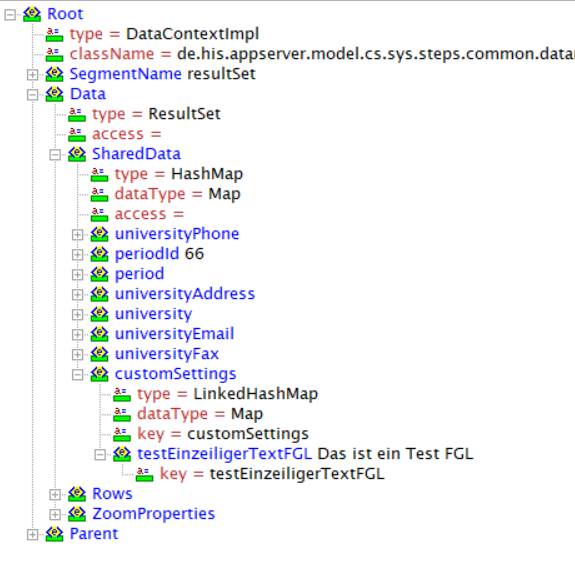 Root
type = DataContextImpl
className = de.his.appserver.model.cs.sys.steps.common.data
SegmentName resultSet
Data
type = ResultSet
access =
SharedData
type = HashMap
dataType = Map
access =
universityPhone
periodId 66
period
universityAddress
university
universityEmail
universityFax
customSettings
type = LinkedHashMap
dataType = Map
key = customSettings
testEinzeiligerTextFGL Das ist ein Test FGL
key = testEinzeiligerTextFGL
Rows
ZoomProperties
Parent